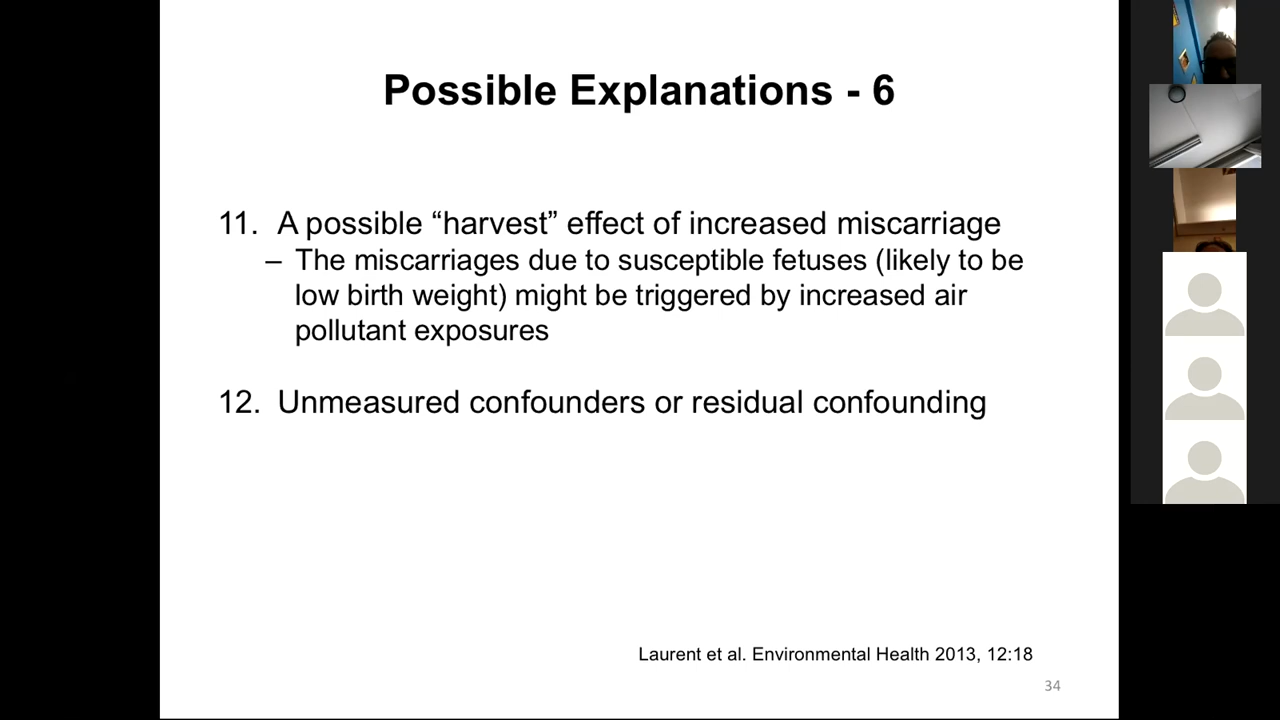 Possible Explanations - 6
11. A possible “harvest” effect of increased miscarriage
– The miscarriages due to susceptible fetuses (likely to be
low birth weight) might be triggered by increased air
pollutant exposures
12. Unmeasured confounders or residual confounding
Laurent et al. Environmental Health 2013, 12:18
34